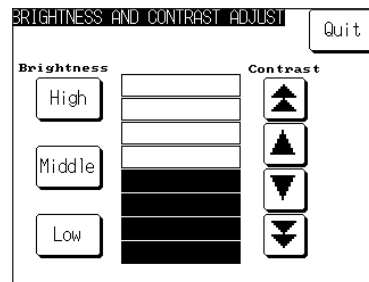 BRIGHTNESS AND CONTRAST ADJUST
Quit
Brightness
Contrast
High
Middle
Low